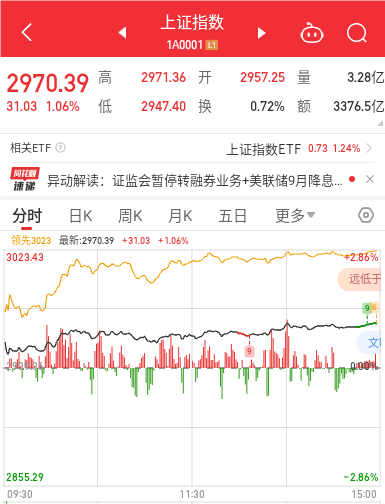 上证指数
1A0001 L1
2970.39 高 2971.36 开 2957.25 量 3.28亿
31.03 1.06% 低 2947.40 换 0.72% 额 3376.5亿
相关ETF ? 上证指数ETF 0.73 1.24%
同花顺
速递 异动解读：证监会暂停转融券业务+美联储9月降息...
分时 日K 周K 月K 五日 更多
领先3023 最新:2970.39 +31.03 +1.06%
3023.43 +2.86%
远低于
9
9 6
文明
0.00%
2855.29 -2.86%
09:30 11:30 15:00